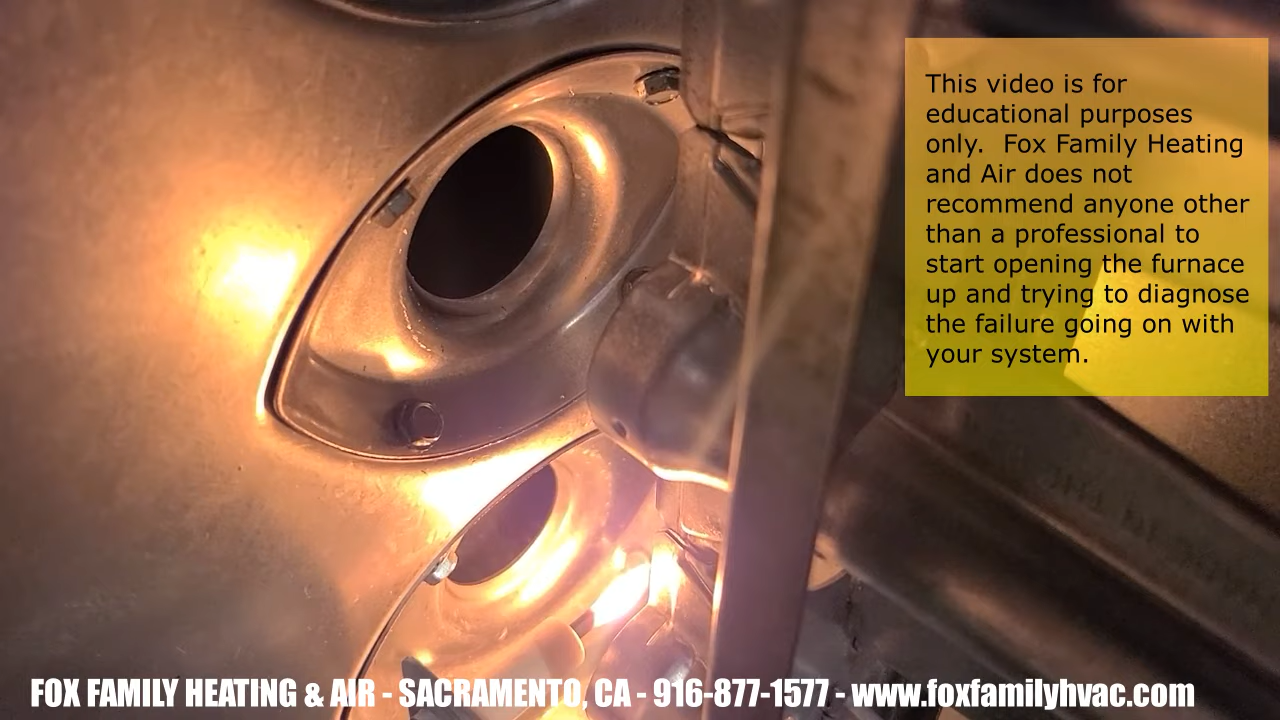 This video is for
educational purposes
only.  Fox Family Heating
and Air does not
recommend anyone other
than a professional to
start opening the furnace
up and trying to diagnose
the failure going on with
your system.
FOX FAMILY HEATING & AIR - SACRAMENTO, CA - 916-877-1577 - www.foxfamilyhvac.com